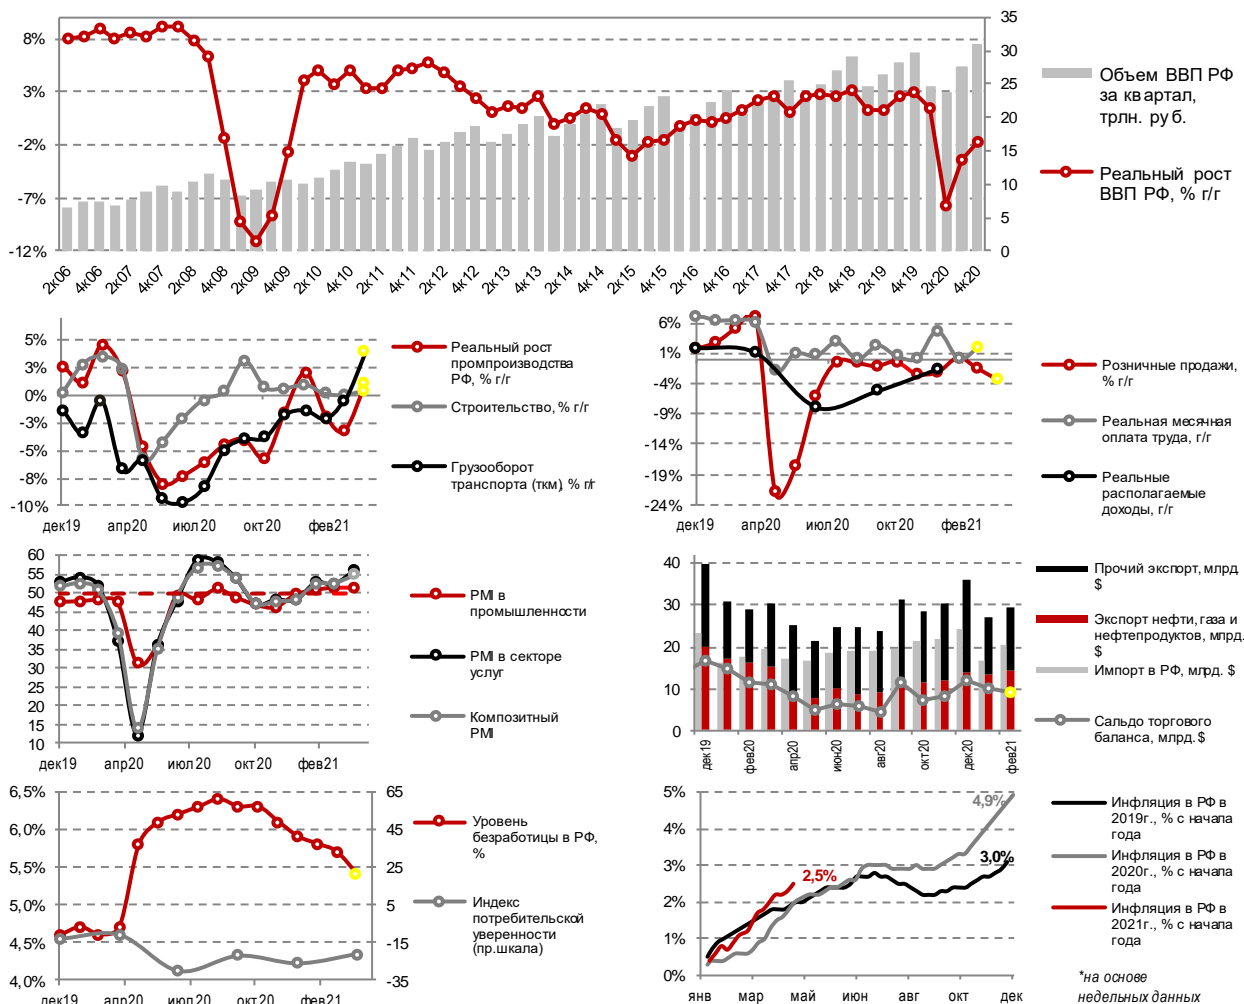 8%
3%
-2%
-7%
-12%
35
30
25
20
15
10
5
0
2к06
4к06
2к07
4к07
2к08
4к08
2к09
4к09
2к10
4к10
2к11
4к11
2к12
4к12
2к13
4к13
2к14
4к14
2к15
4к15
2к16
4к16
2к17
4к17
2к18
4к18
2к19
4к19
2к20
4к20
Объем ВВП РФ
за квартал,
трлн. руб.
Реальный рост
ВВП РФ, % г/г
5%
3%
0%
-3%
-5%
-8%
-10%
дек19
апр20
июл20
окт20
фев21
Реальный рост
промпроизводства
РФ, % г/г
Строительство, % г/г
Грузооборот
транспорта (ткм), % г/г
6%
1%
-4%
-9%
-14%
-19%
-24%
дек19
апр20
июл20
окт20
фев21
Розничные продажи,
% г/г
Реальная месячная
оплата труда, г/г
Реальные
располагаемые
доходы, г/г
60
55
50
45
40
35
30
25
20
15
10
дек19
апр20
июл20
окт20
фев21
PMI в
промышленности
PMI в секторе
услуг
Композитный
PMI
40
30
20
10
0
дек19
фев20
апр20
июн20
авг20
окт20
дек20
фев21
Прочий экспорт, млрд.
$
Экспорт нефти, газа и
нефтепродуктов, млрд.
$
Импорт в РФ, млрд. $
Сальдо торгового
баланса, млрд. $
6,5%
6,0%
5,5%
5,0%
4,5%
4,0%
65
45
25
5
-15
-35
дек19
апр20
июл20
окт20
фев21
Уровень
безработицы в РФ,
%
Индекс
потребительской
уверенности
(пр.шкала)
5%
4%
3%
2%
1%
0%
4,9%
3,0%
2,5%
янв
мар
май
июн
авг
окт
дек
Инфляция в РФ в
2019г., % с начала
года
Инфляция в РФ в
2020г., % с начала
года
Инфляция в РФ в
2021г., % с начала
года
*на основе
недельных данных